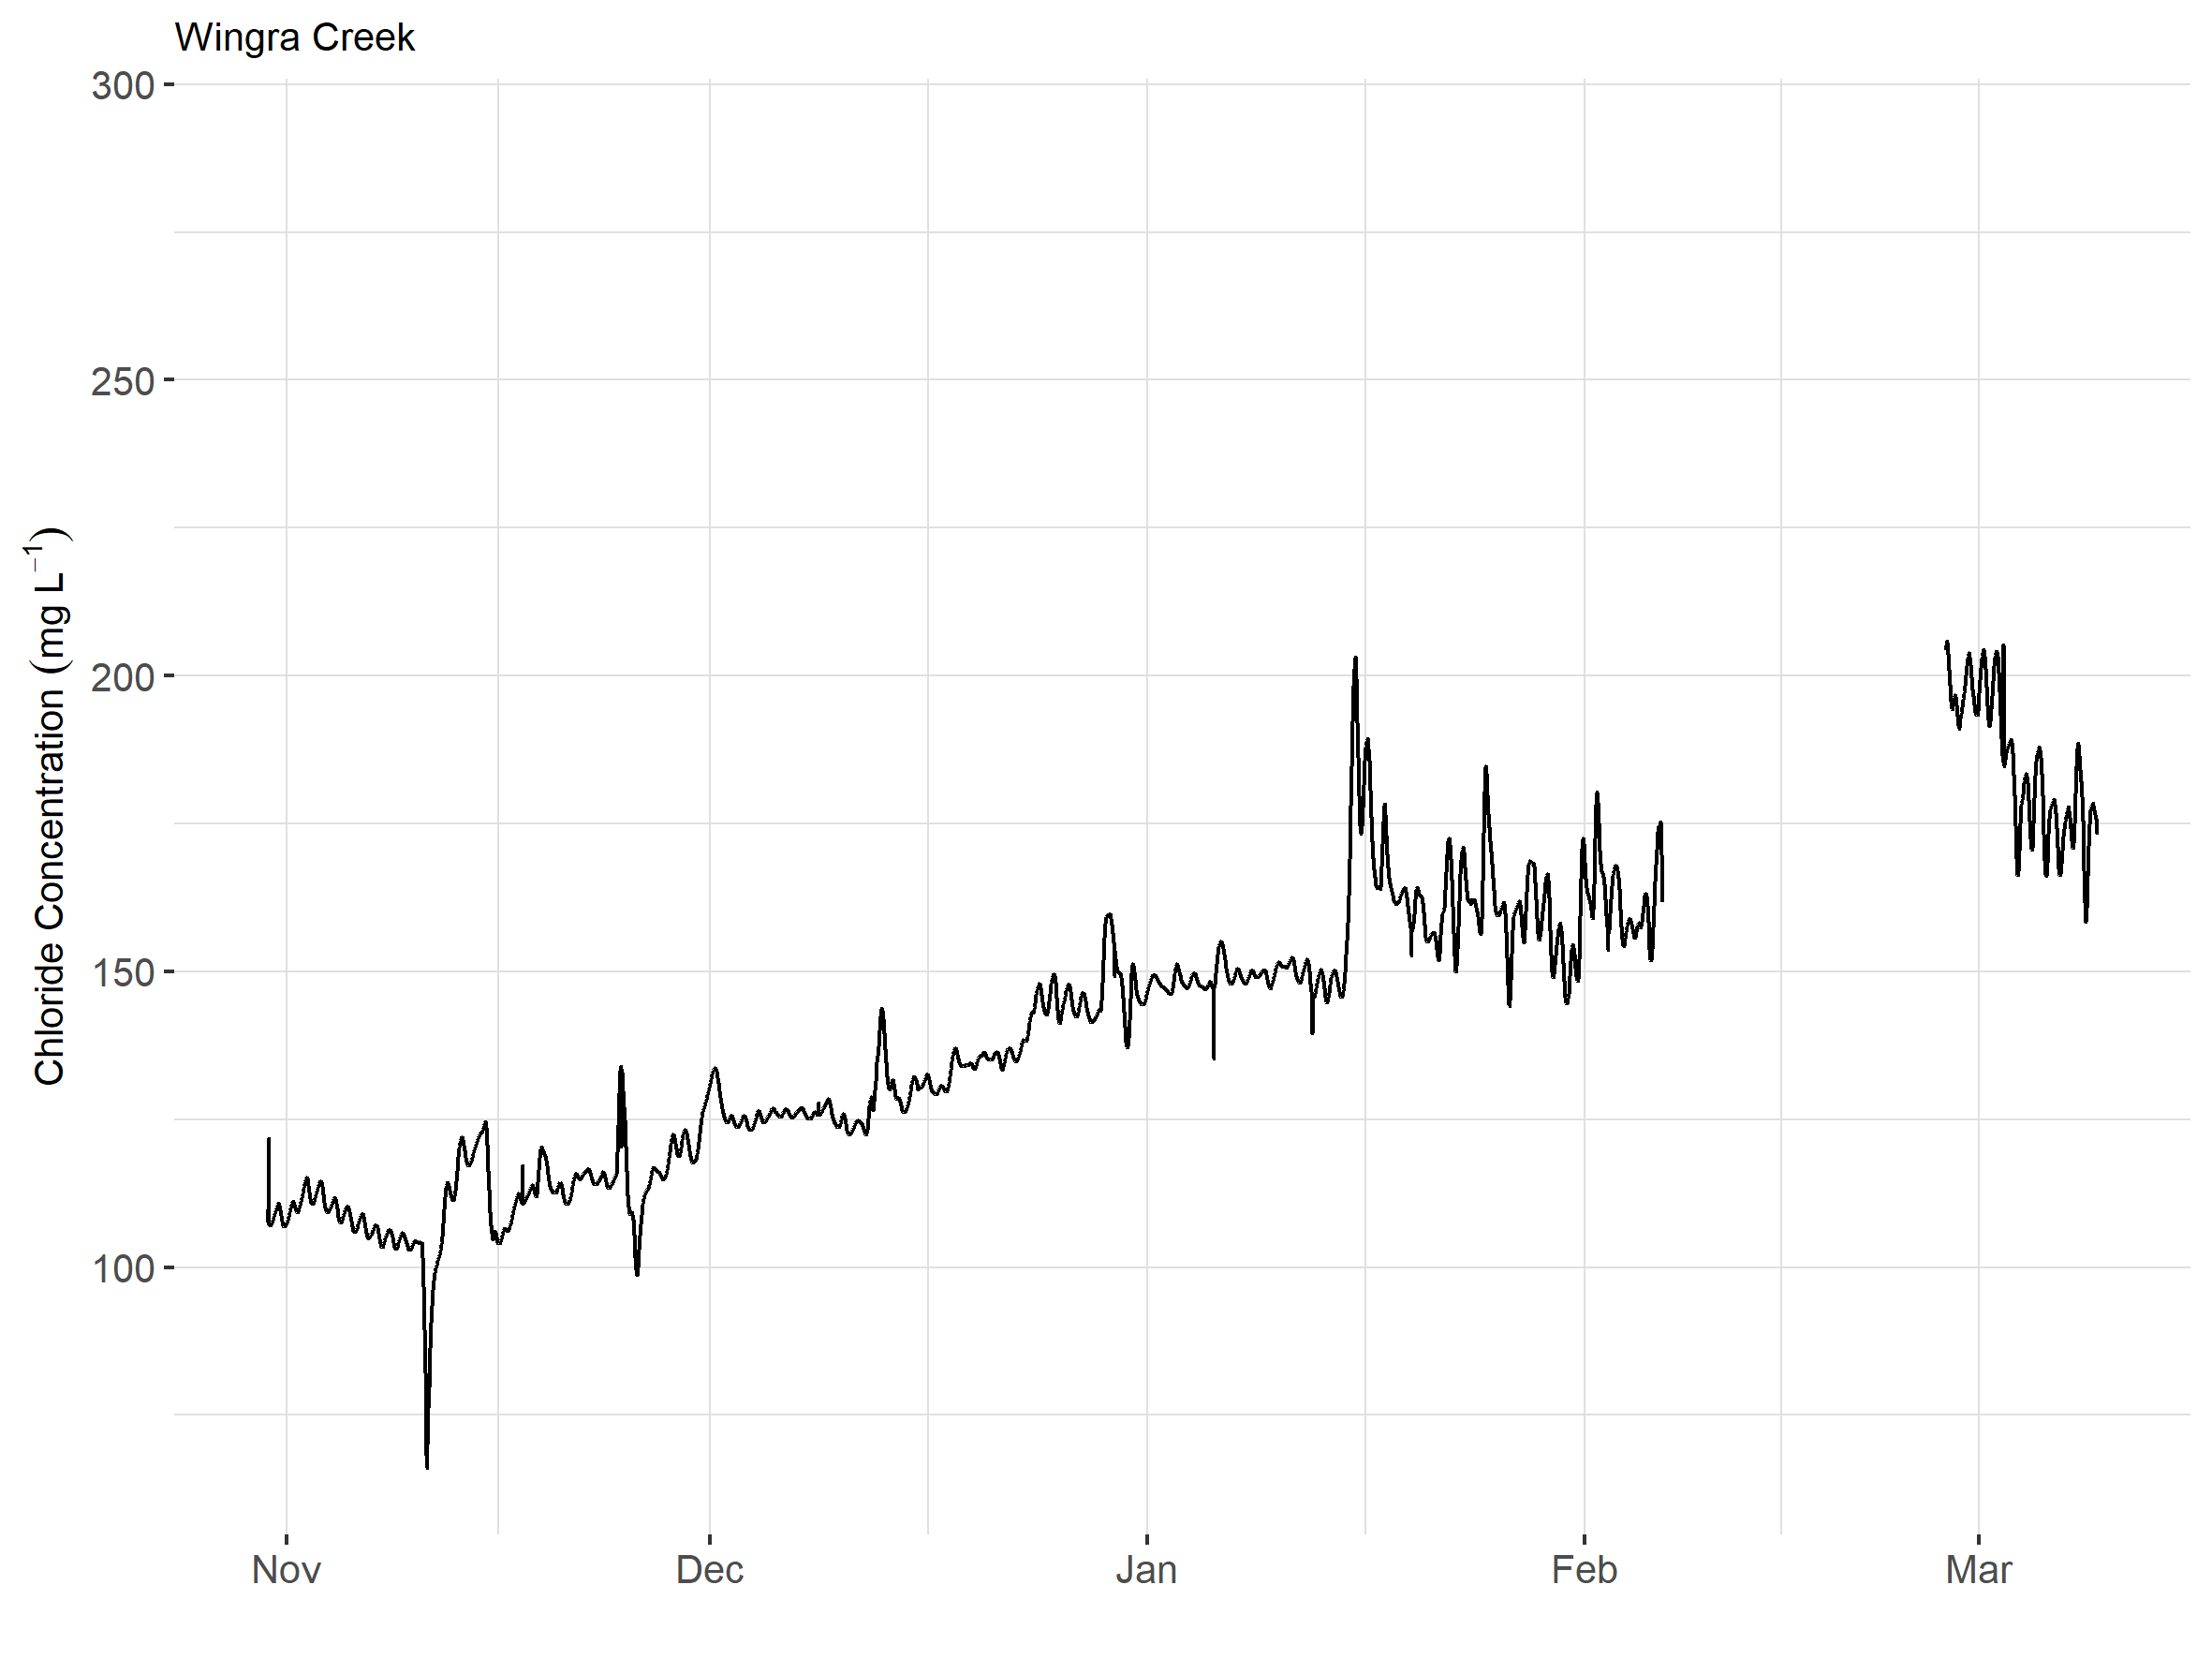 Wingra Creek
300
250
200
150
100
Chloride Concentration (mg L⁻¹)
Nov
Dec
Jan
Feb
Mar